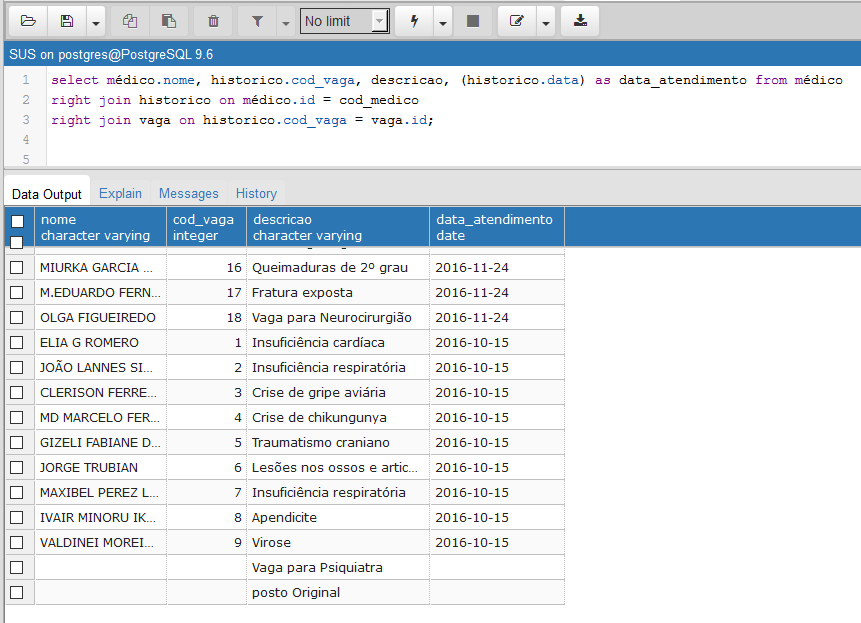 No limit
SUS on postgres@PostgreSQL 9.6
1 select médico.nome, historico.cod_vaga, descricao, (historico.data) as data_atendimento from médico
2 right join historico on médico.id = cod_medico
3 right join vaga on historico.cod_vaga = vaga.id;
4
5
Data Output Explain Messages History
nome cod_vaga descricao data_atendimento
character varying integer character varying date
MIURKA GARCIA ... 16 Queimaduras de 2º grau 2016-11-24
M.EDUARDO FERN... 17 Fratura exposta 2016-11-24
OLGA FIGUEIREDO 18 Vaga para Neurocirurgião 2016-11-24
ELIA G ROMERO 1 Insuficiência cardíaca 2016-10-15
JOÃO LANNES SI... 2 Insuficiência respiratória 2016-10-15
CLERISON FERRE... 3 Crise de gripe aviária 2016-10-15
MD MARCELO FER... 4 Crise de chikungunya 2016-10-15
GIZELI FABIANE D... 5 Traumatismo craniano 2016-10-15
JORGE TRUBIAN 6 Lesões nos ossos e artic... 2016-10-15
MAXIBEL PEREZ L... 7 Insuficiência respiratória 2016-10-15
IVAIR MINORU IK... 8 Apendicite 2016-10-15
VALDINEI MOREI... 9 Virose 2016-10-15
Vaga para Psiquiatra
posto Original